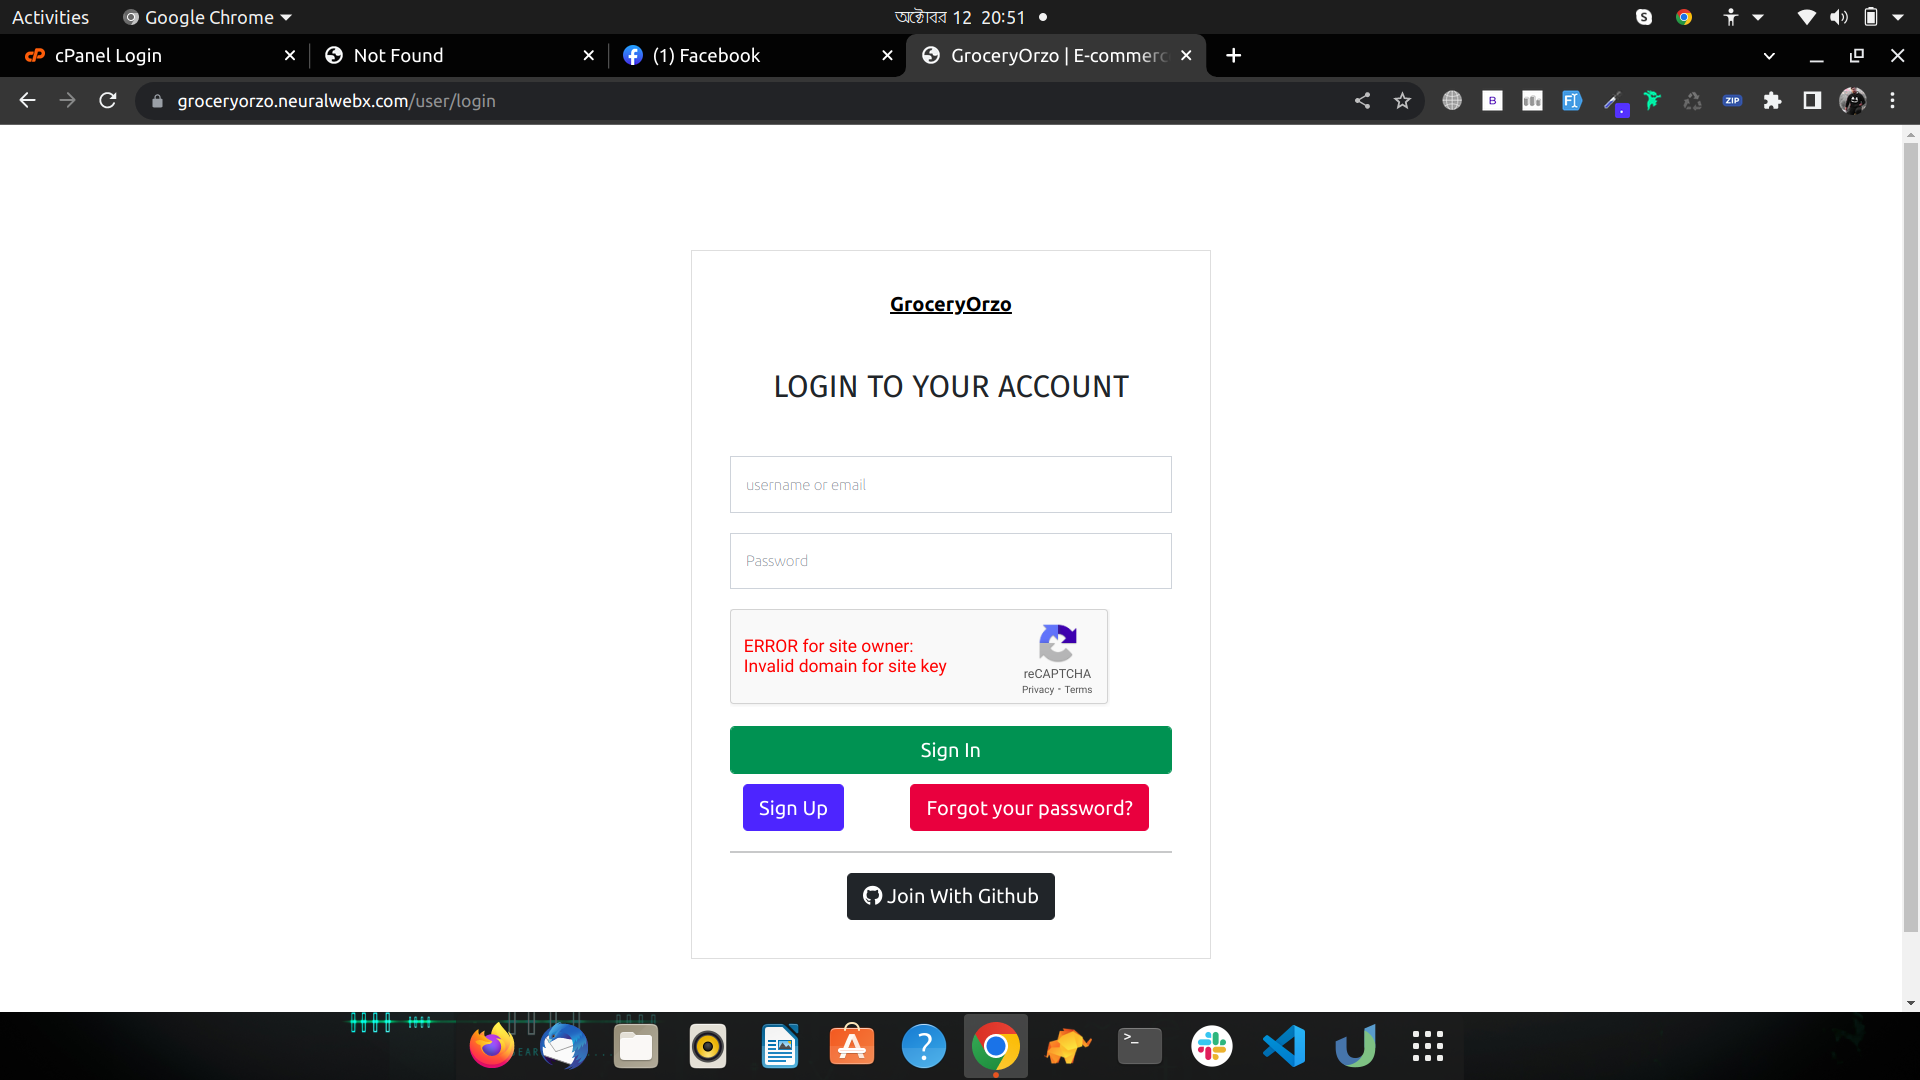 Activities
Google Chrome
অক্টোবর 12 20:51
cPanel Login
Not Found
(1) Facebook
GroceryOrzo | E-commerc
groceryorzo.neuralwebx.com/user/login
GroceryOrzo
LOGIN TO YOUR ACCOUNT
username or email
Password
ERROR for site owner:
Invalid domain for site key
reCAPTCHA
Privacy - Terms
Sign In
Sign Up
Forgot your password?
Join With Github